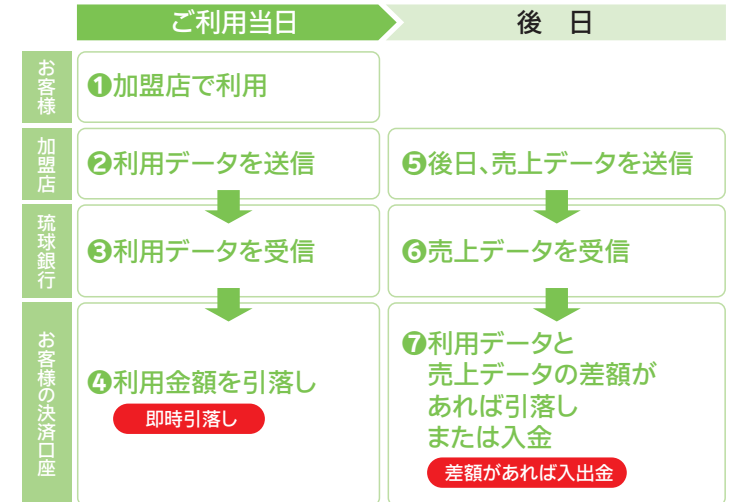 ご利用当日
後　日
お客様
❶加盟店で利用
加盟店
❷利用データを送信
❺後日、売上データを送信
琉球銀行
❸利用データを受信
❻売上データを受信
お客様の決済口座
❹利用金額を引落し
即時引落し
❼利用データと
売上データの差額が
あれば引落し
または入金
差額があれば入出金